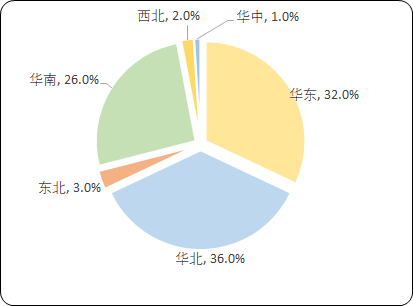 西北, 2.0%
华中, 1.0%
华南, 26.0%
华东, 32.0%
东北, 3.0%
华北, 36.0%